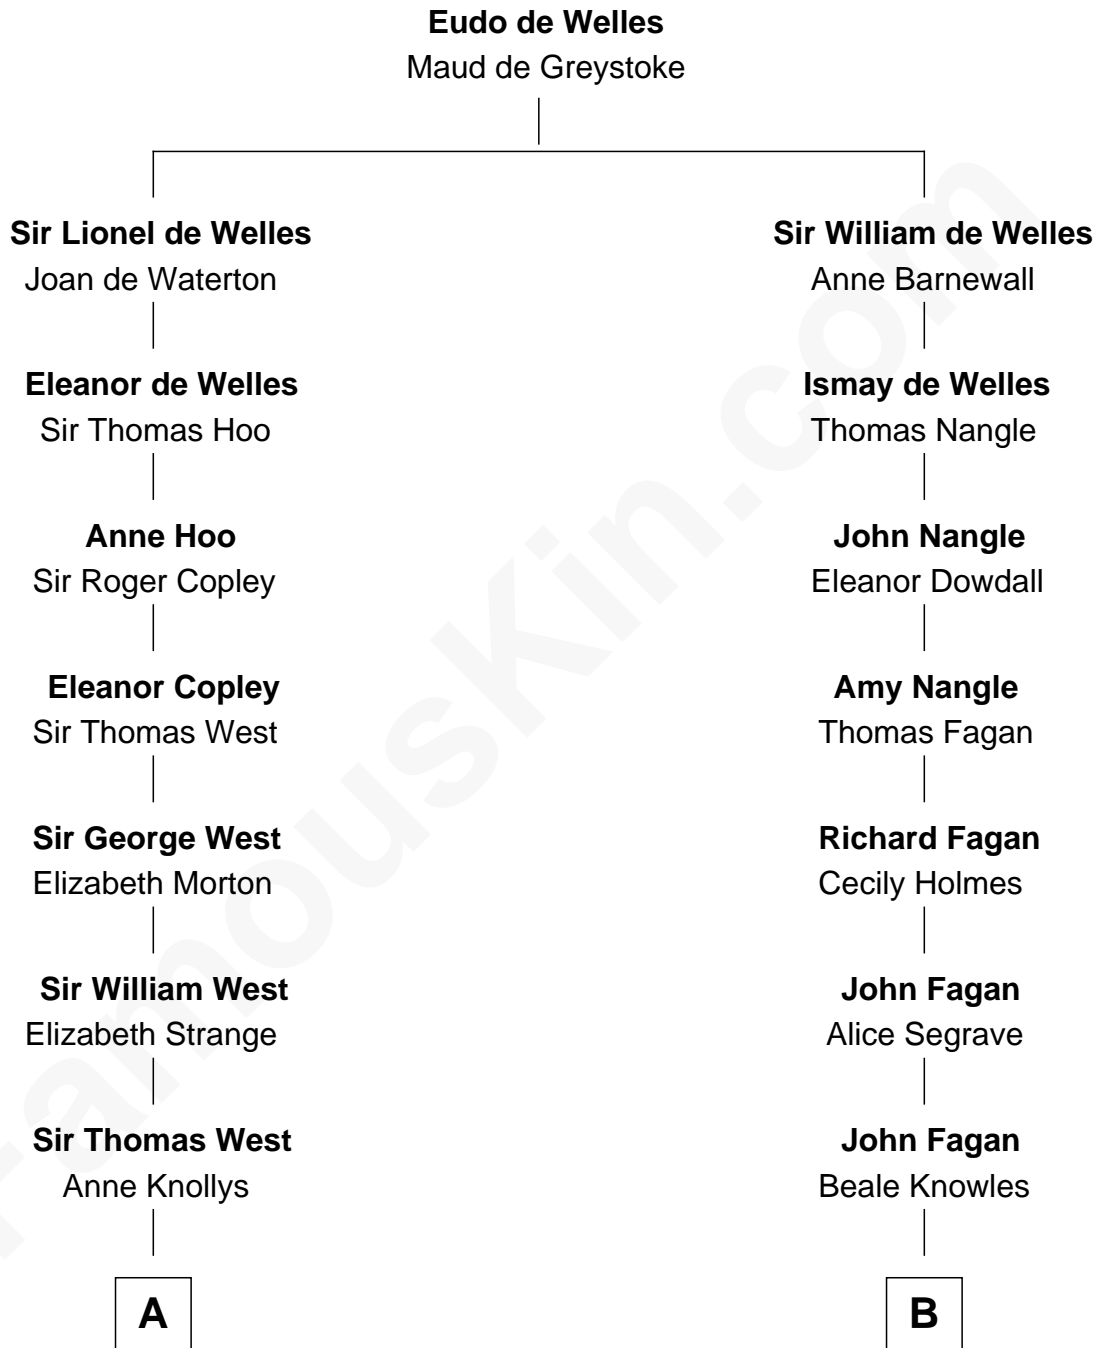 Eudo de Welles
Maud de Greystoke
Sir Lionel de Welles
Joan de Waterton
Sir William de Welles
Anne Barnewall
Eleanor de Welles
Sir Thomas Hoo
Ismay de Welles
Thomas Nangle
Anne Hoo
Sir Roger Copley
John Nangle
Eleanor Dowdall
Eleanor Copley
Sir Thomas West
Amy Nangle
Thomas Fagan
Sir George West
Elizabeth Morton
Richard Fagan
Cecily Holmes
Sir William West
Elizabeth Strange
John Fagan
Alice Segrave
Sir Thomas West
Anne Knollys
John Fagan
Beale Knowles
A
B
FamousKin.com